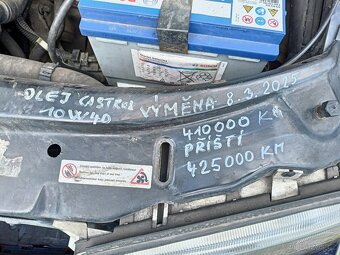 OLEJ CASTROL
10W40
VÝMĚNA 8.3.2025
410000 KM
PŘÍŠTÍ
425000 KM